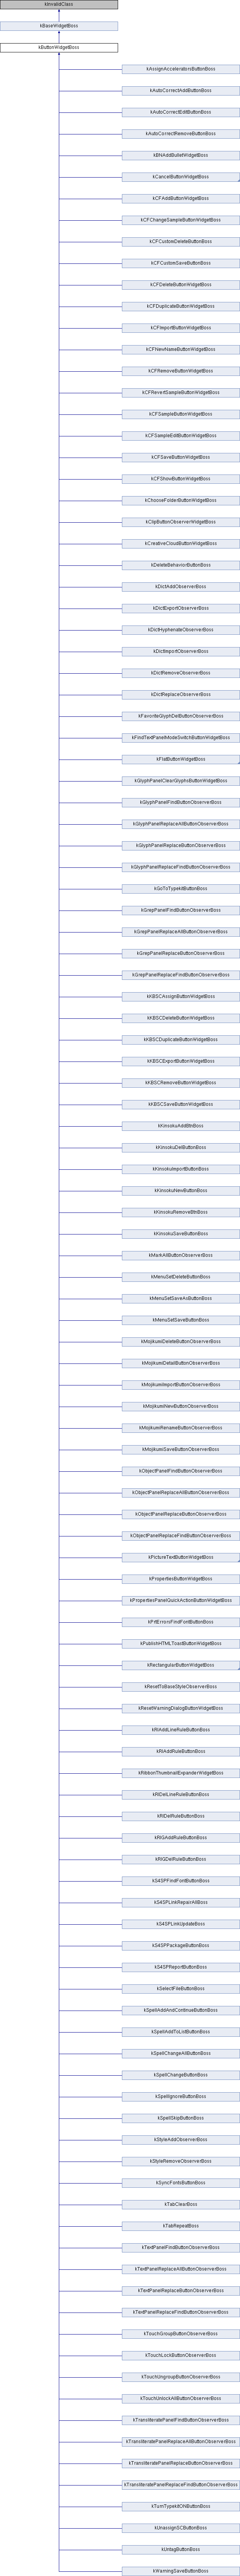 kInvalidClass
kBaseWidgetBoss
kButtonWidgetBoss
kAssignAcceleratorsButtonBoss
kAutoCorrectAddButtonBoss
kAutoCorrectEditButtonBoss
kAutoCorrectRemoveButtonBoss
kBNAddBulletWidgetBoss
kCancelButtonWidgetBoss
kCFAddButtonWidgetBoss
kCFChangeSampleButtonWidgetBoss
kCFCustomDeleteButtonBoss
kCFCustomSaveButtonBoss
kCFDeleteButtonWidgetBoss
kCFDuplicateButtonWidgetBoss
kCFImportButtonWidgetBoss
kCFNewNameButtonWidgetBoss
kCFRemoveButtonWidgetBoss
kCFRevertSampleButtonWidgetBoss
kCFSampleButtonWidgetBoss
kCFSampleEditButtonWidgetBoss
kCFSaveButtonWidgetBoss
kCFShowButtonWidgetBoss
kChooseFolderButtonWidgetBoss
kClipButtonObserverWidgetBoss
kCreativeCloudButtonWidgetBoss
kDeleteBehaviorButtonBoss
kDictAddObserverBoss
kDictExportObserverBoss
kDictHyphenateObserverBoss
kDictImportObserverBoss
kDictRemoveObserverBoss
kDictReplaceObserverBoss
kFavoriteGlyphDelButtonObserverBoss
kFindTextPanelModeSwitchButtonWidgetBoss
kFlatButtonWidgetBoss
kGlyphPanelClearGlyphsButtonWidgetBoss
kGlyphPanelFindButtonObserverBoss
kGlyphPanelReplaceAllButtonObserverBoss
kGlyphPanelReplaceButtonObserverBoss
kGlyphPanelReplaceFindButtonObserverBoss
kGoToTypekitButtonBoss
kGrepPanelFindButtonObserverBoss
kGrepPanelReplaceAllButtonObserverBoss
kGrepPanelReplaceButtonObserverBoss
kGrepPanelReplaceFindButtonObserverBoss
kKBSCAssignButtonWidgetBoss
kKBSCDeleteButtonWidgetBoss
kKBSCDuplicateButtonWidgetBoss
kKBSCExportButtonWidgetBoss
kKBSCRemoveButtonWidgetBoss
kKBSCSaveButtonWidgetBoss
kKinsokuAddBtnBoss
kKinsokuDelButtonBoss
kKinsokuImportButtonBoss
kKinsokuNewButtonBoss
kKinsokuRemoveBtnBoss
kKinsokuSaveButtonBoss
kMarkAllButtonObserverBoss
kMenuSetDeleteButtonBoss
kMenuSetSaveAsButtonBoss
kMenuSetSaveButtonBoss
kMojikumiDeleteButtonObserverBoss
kMojikumiDetailButtonObserverBoss
kMojikumiImportButtonObserverBoss
kMojikumiNewButtonObserverBoss
kMojikumiRenameButtonObserverBoss
kMojikumiSaveButtonObserverBoss
kObjectPanelFindButtonObserverBoss
kObjectPanelReplaceAllButtonObserverBoss
kObjectPanelReplaceButtonObserverBoss
kObjectPanelReplaceFindButtonObserverBoss
kPictureTextButtonWidgetBoss
kPropertiesButtonWidgetBoss
kPropertiesPanelQuickActionButtonWidgetBoss
kPrtErrorsFindFontButtonBoss
kPublishHTMLToastButtonWidgetBoss
kRectangularButtonWidgetBoss
kResetToBaseStyleObserverBoss
kResetWarningDialogButtonWidgetBoss
kRIAddLineRuleButtonBoss
kRIAddRuleButtonBoss
kRibbonThumbnailExpanderWidgetBoss
kRIDelLineRuleButtonBoss
kRIDelRuleButtonBoss
kRIGAddRuleButtonBoss
kRIGDelRuleButtonBoss
kS4SPFindFontButtonBoss
kS4SPLinkRepairAllBoss
kS4SPLinkUpdateBoss
kS4SPPackageButtonBoss
kS4SPReportButtonBoss
kSelectFileButtonBoss
kSpellAddAndContinueButtonBoss
kSpellAddToListButtonBoss
kSpellChangeAllButtonBoss
kSpellChangeButtonBoss
kSpellIgnoreButtonBoss
kSpellSkipButtonBoss
kStyleAddObserverBoss
kStyleRemoveObserverBoss
kSyncFontsButtonBoss
kTabClearBoss
kTabRepeatBoss
kTextPanelFindButtonObserverBoss
kTextPanelReplaceAllButtonObserverBoss
kTextPanelReplaceButtonObserverBoss
kTextPanelReplaceFindButtonObserverBoss
kTouchGroupButtonObserverBoss
kTouchLockButtonObserverBoss
kTouchUngroupButtonObserverBoss
kTouchUnlockAllButtonObserverBoss
kTransliteratePanelFindButtonObserverBoss
kTransliteratePanelReplaceAllButtonObserverBoss
kTransliteratePanelReplaceButtonObserverBoss
kTransliteratePanelReplaceFindButtonObserverBoss
kTurnTypekitONButtonBoss
kUnassignSCButtonBoss
kUntagButtonBoss
kWarningSaveButtonBoss